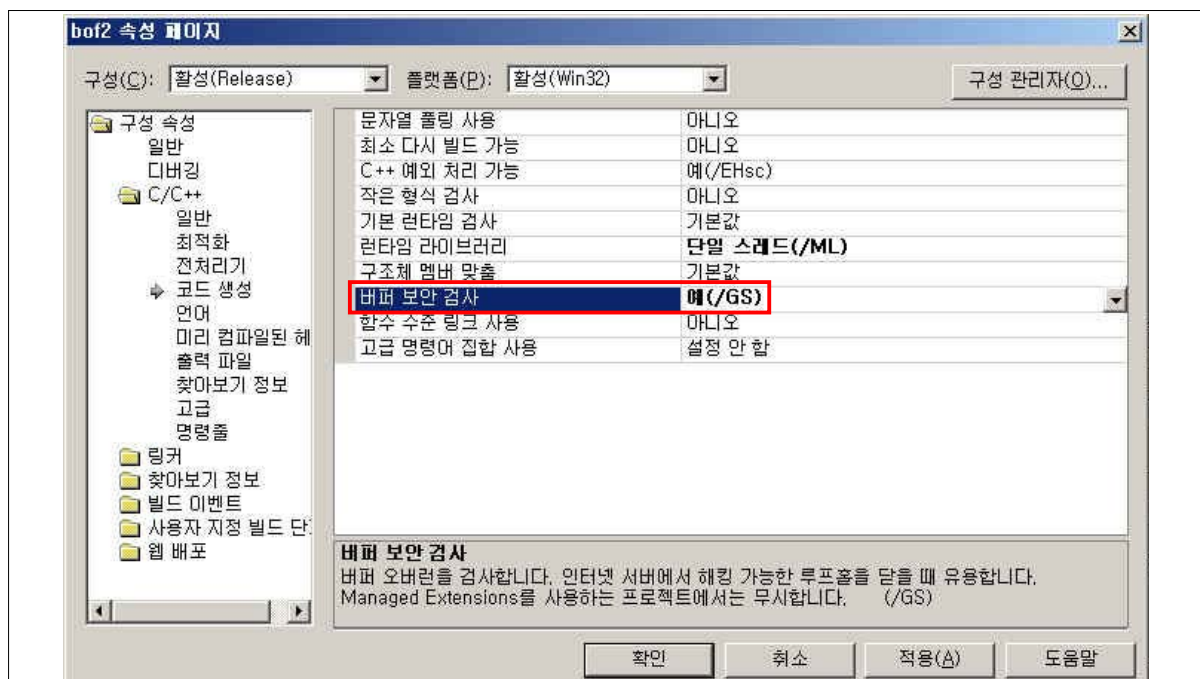 bof2 속성 페이지
구성(C): 활성(Release) 플랫폼(P): 활성(Win32) 구성 관리자(O)...
구성 속성
일반
디버깅
C/C++
일반
최적화
전처리기
코드 생성
언어
미리 컴파일된 헤
출력 파일
찾아보기 정보
고급
명령줄
링커
찾아보기 정보
빌드 이벤트
사용자 지정 빌드 단
웹 배포
문자열 풀링 사용 아니오
최소 다시 빌드 가능 아니오
C++ 예외 처리 가능 예(/EHsc)
작은 형식 검사 아니오
기본 런타임 검사 기본값
런타임 라이브러리 단일 스레드(/ML)
구조체 멤버 맞춤 기본값
버퍼 보안 검사 예(/GS)
함수 수준 링크 사용 아니오
고급 명령어 집합 사용 설정 안 함
버퍼 보안 검사
버퍼 오버런을 검사합니다. 인터넷 서버에서 해킹 가능한 루프홀을 닫을 때 유용합니다.
Managed Extensions를 사용하는 프로젝트에서는 무시합니다. (/GS)
확인 취소 적용(A) 도움말